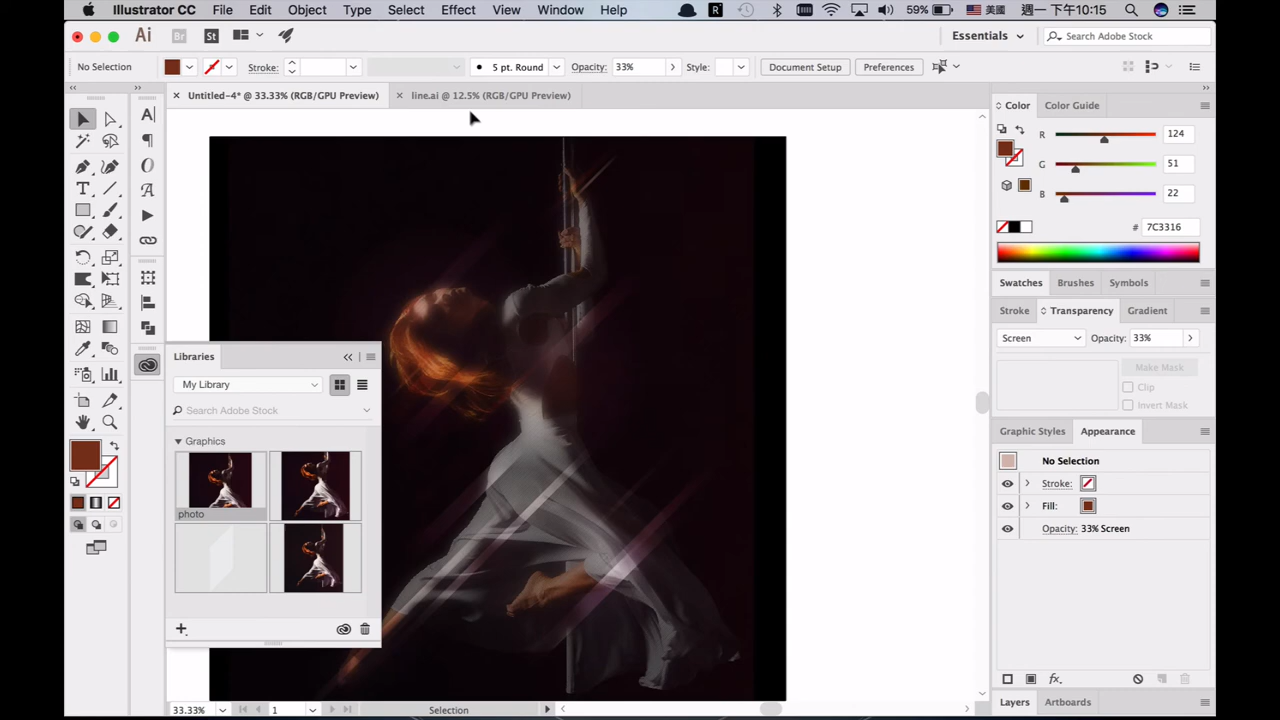 Illustrator CC File Edit Object Type Select Effect View Window Help 59% 美國 週一 下午10:15
Ai Br St Essentials Search Adobe Stock
No Selection Stroke: 5 pt. Round Opacity: 33% Style: Document Setup Preferences
Untitled-4* @ 33.33% (RGB/GPU Preview) line.ai @ 12.5% (RGB/GPU Preview)
Color Color Guide
R 124
G 51
B 22
# 7C3316
Swatches Brushes Symbols
Stroke Transparency Gradient
Screen Opacity: 33%
Make Mask
Clip
Invert Mask
Graphic Styles Appearance
No Selection
Stroke:
Fill:
Opacity: 33% Screen
Layers Artboards
Libraries
My Library
Search Adobe Stock
Graphics
photo
33.33% 1 Selection